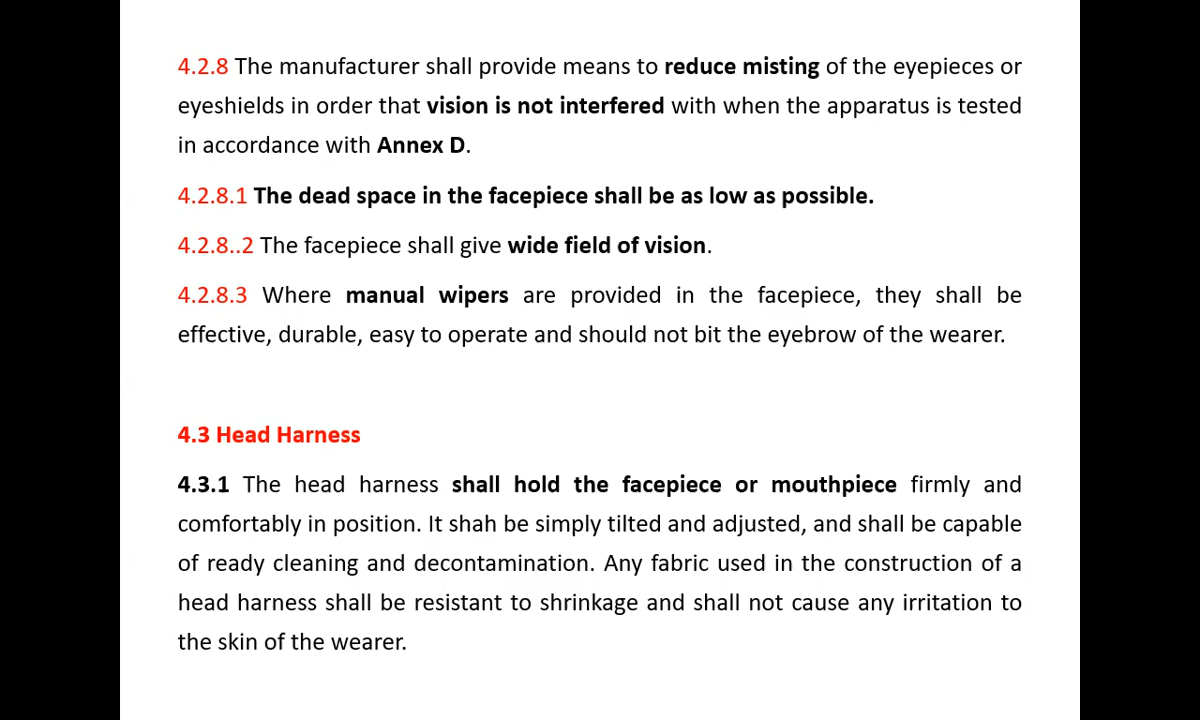 4.2.8 The manufacturer shall provide means to reduce misting of the eyepieces or
eyeshields in order that vision is not interfered with when the apparatus is tested
in accordance with Annex D.
4.2.8.1 The dead space in the facepiece shall be as low as possible.
4.2.8..2 The facepiece shall give wide field of vision.
4.2.8.3 Where manual wipers are provided in the facepiece, they shall be
effective, durable, easy to operate and should not bit the eyebrow of the wearer.
4.3 Head Harness
4.3.1 The head harness shall hold the facepiece or mouthpiece firmly and
comfortably in position. It shah be simply tilted and adjusted, and shall be capable
of ready cleaning and decontamination. Any fabric used in the construction of a
head harness shall be resistant to shrinkage and shall not cause any irritation to
the skin of the wearer.